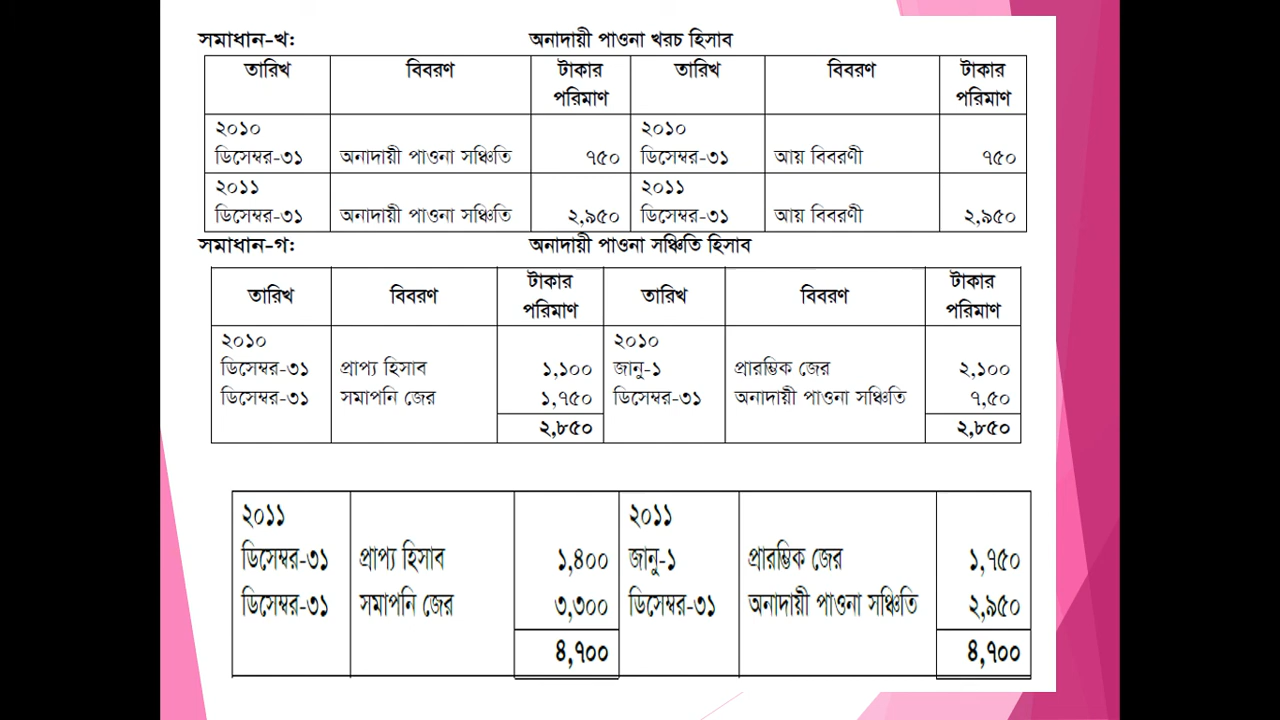 সমাধান-খ: অনাদায়ী পাওনা খরচ হিসাব
তারিখ বিবরণ টাকার পরিমাণ তারিখ বিবরণ টাকার পরিমাণ
২০১০ ২০১০
ডিসেম্বর-৩১ অনাদায়ী পাওনা সঞ্চিতি ৭৫০ ডিসেম্বর-৩১ আয় বিবরণী ৭৫০
২০১১ ২০১১
ডিসেম্বর-৩১ অনাদায়ী পাওনা সঞ্চিতি ২,৯৫০ ডিসেম্বর-৩১ আয় বিবরণী ২,৯৫০
সমাধান-গ: অনাদায়ী পাওনা সঞ্চিতি হিসাব
তারিখ বিবরণ টাকার পরিমাণ তারিখ বিবরণ টাকার পরিমাণ
২০১০ ২০১০
ডিসেম্বর-৩১ প্রাপ্য হিসাব ১,১০০ জানু-১ প্রারম্ভিক জের ২,১০০
ডিসেম্বর-৩১ সমাপনি জের ১,৭৫০ ডিসেম্বর-৩১ অনাদায়ী পাওনা সঞ্চিতি ৭,৫০
২,৮৫০ ২,৮৫০
২০১১ ২০১১
ডিসেম্বর-৩১ প্রাপ্য হিসাব ১,৪০০ জানু-১ প্রারম্ভিক জের ১,৭৫০
ডিসেম্বর-৩১ সমাপনি জের ৩,৩০০ ডিসেম্বর-৩১ অনাদায়ী পাওনা সঞ্চিতি ২,৯৫০
৪,৭০০ ৪,৭০০